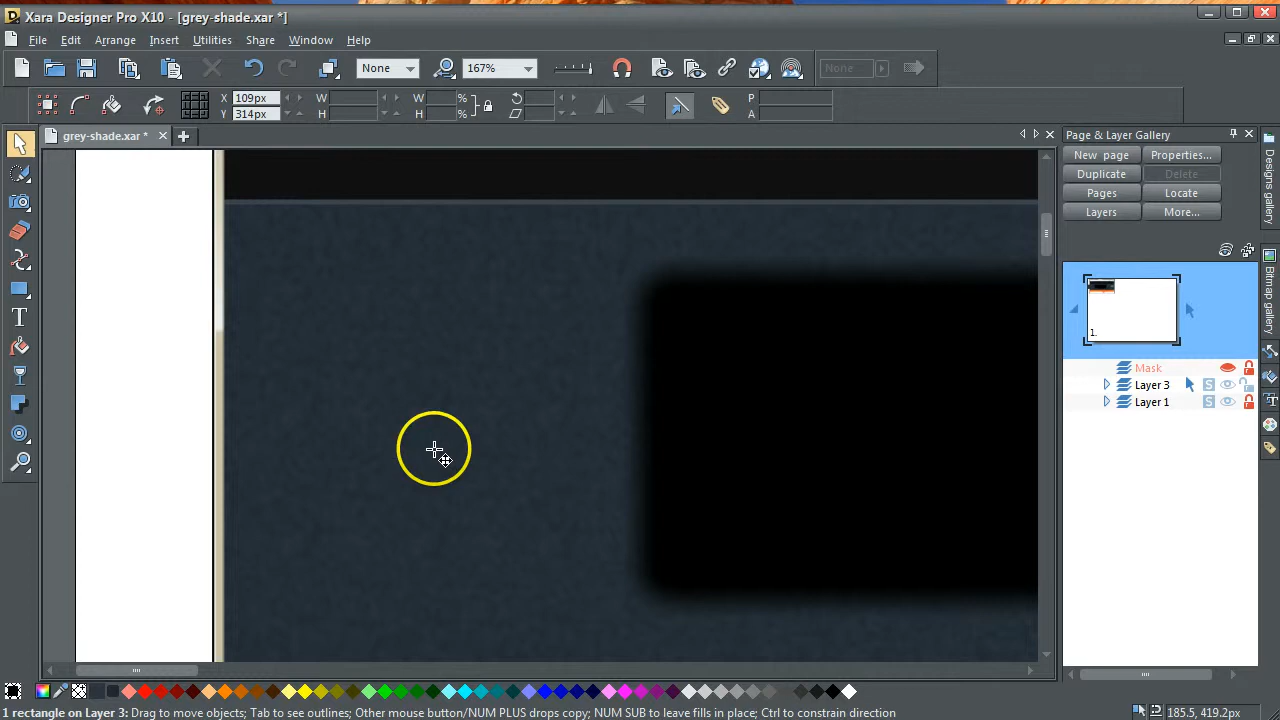 Xara Designer Pro X10 - [grey-shade.xar *]
File Edit Arrange Insert Utilities Share Window Help
None 167% None
X 109px W W % P
Y 314px H H % A
grey-shade.xar *
Page & Layer Gallery
New page Properties...
Duplicate Delete
Pages Locate
Layers More...
1.
Mask
Layer 3 S
Layer 1 S
Designs gallery
Bitmap gallery
1 rectangle on Layer 3: Drag to move objects; Tab to see outlines; Other mouse button/NUM PLUS drops copy; NUM SUB to leave fills in place; Ctrl to constrain direction
185.5, 419.2px